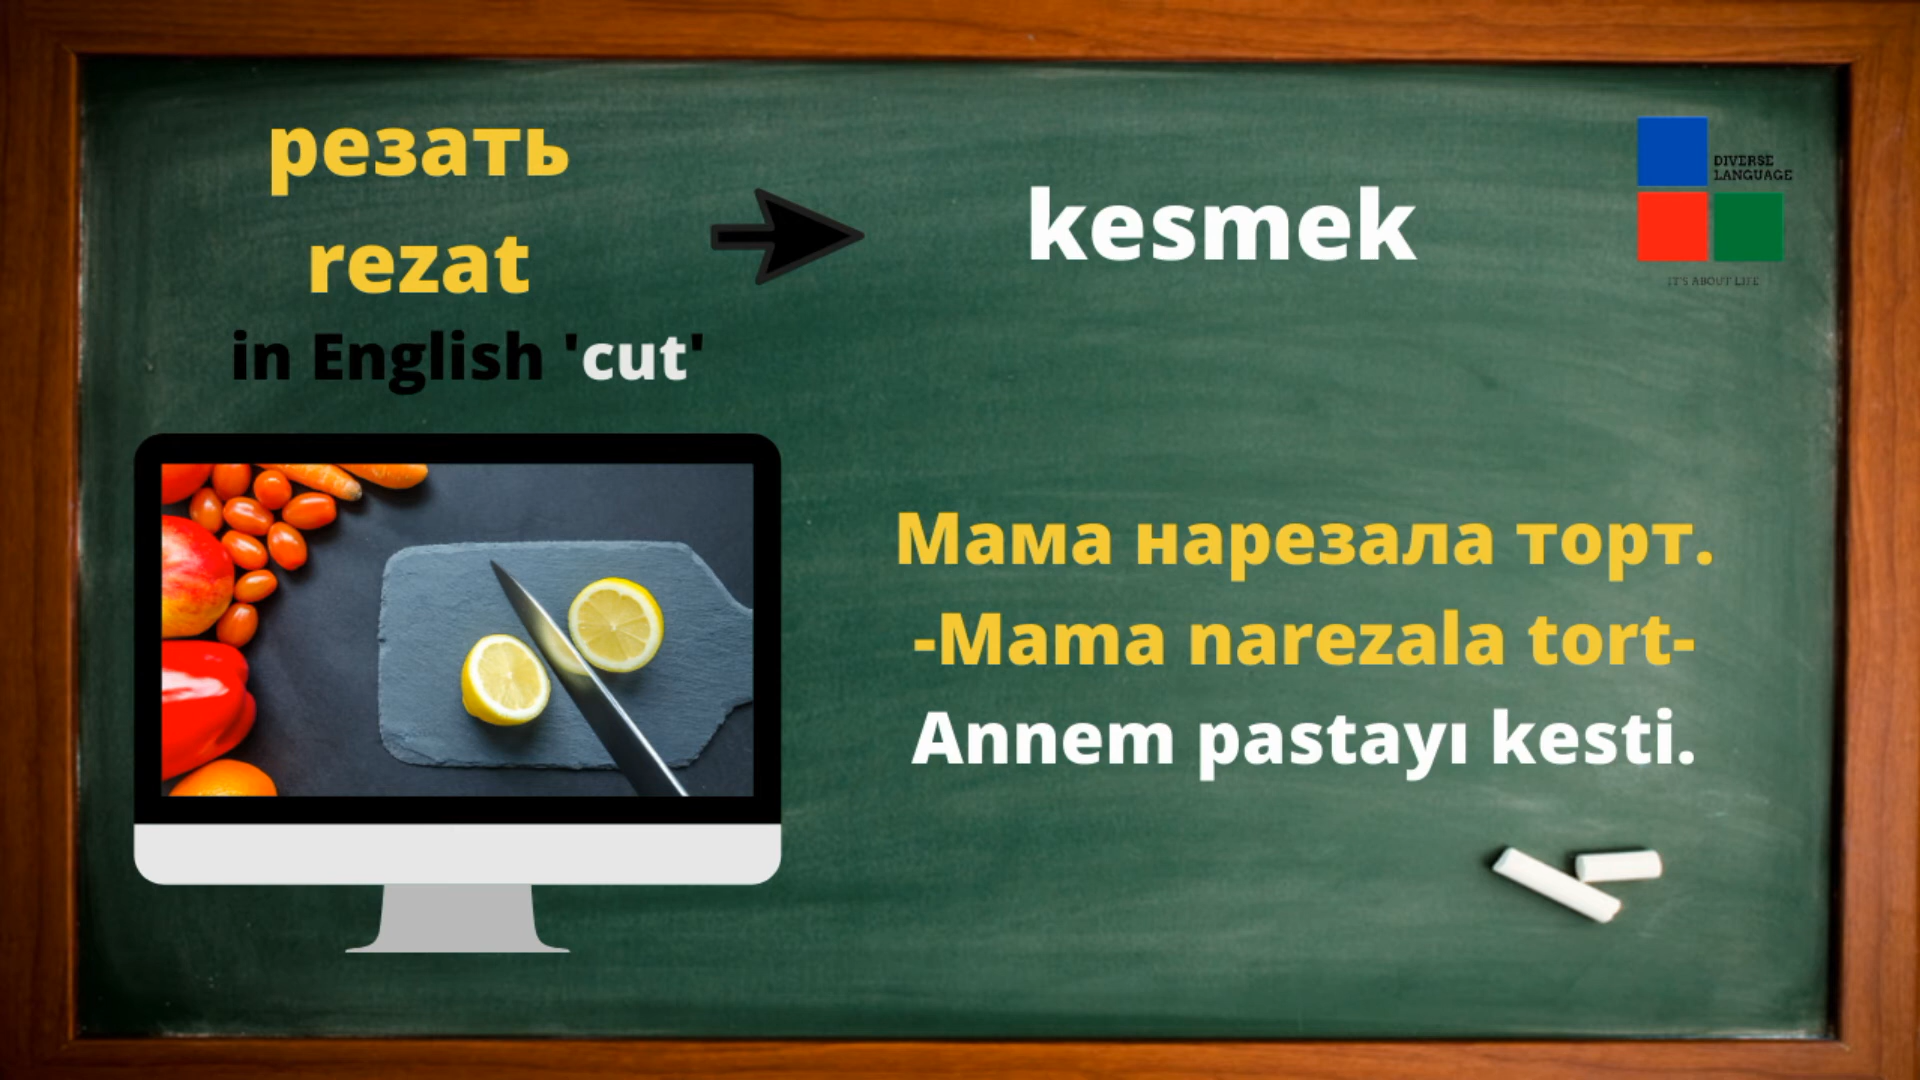 резать
rezat
in English 'cut'
kesmek
DIVERSE
LANGUAGE
IT'S ABOUT LIFE
Мама нарезала торт.
-Mama narezala tort-
Annem pastayı kesti.